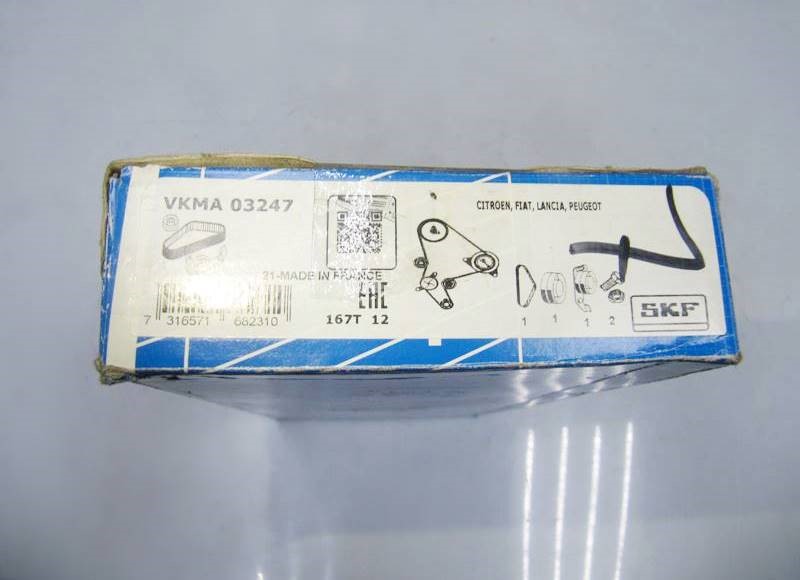 VKMA 03247
CITROEN, FIAT, LANCIA, PEUGEOT
21-MADE IN FRANCE
EAC
7 316571 682310
167T 12
1 1 1 2
SKF